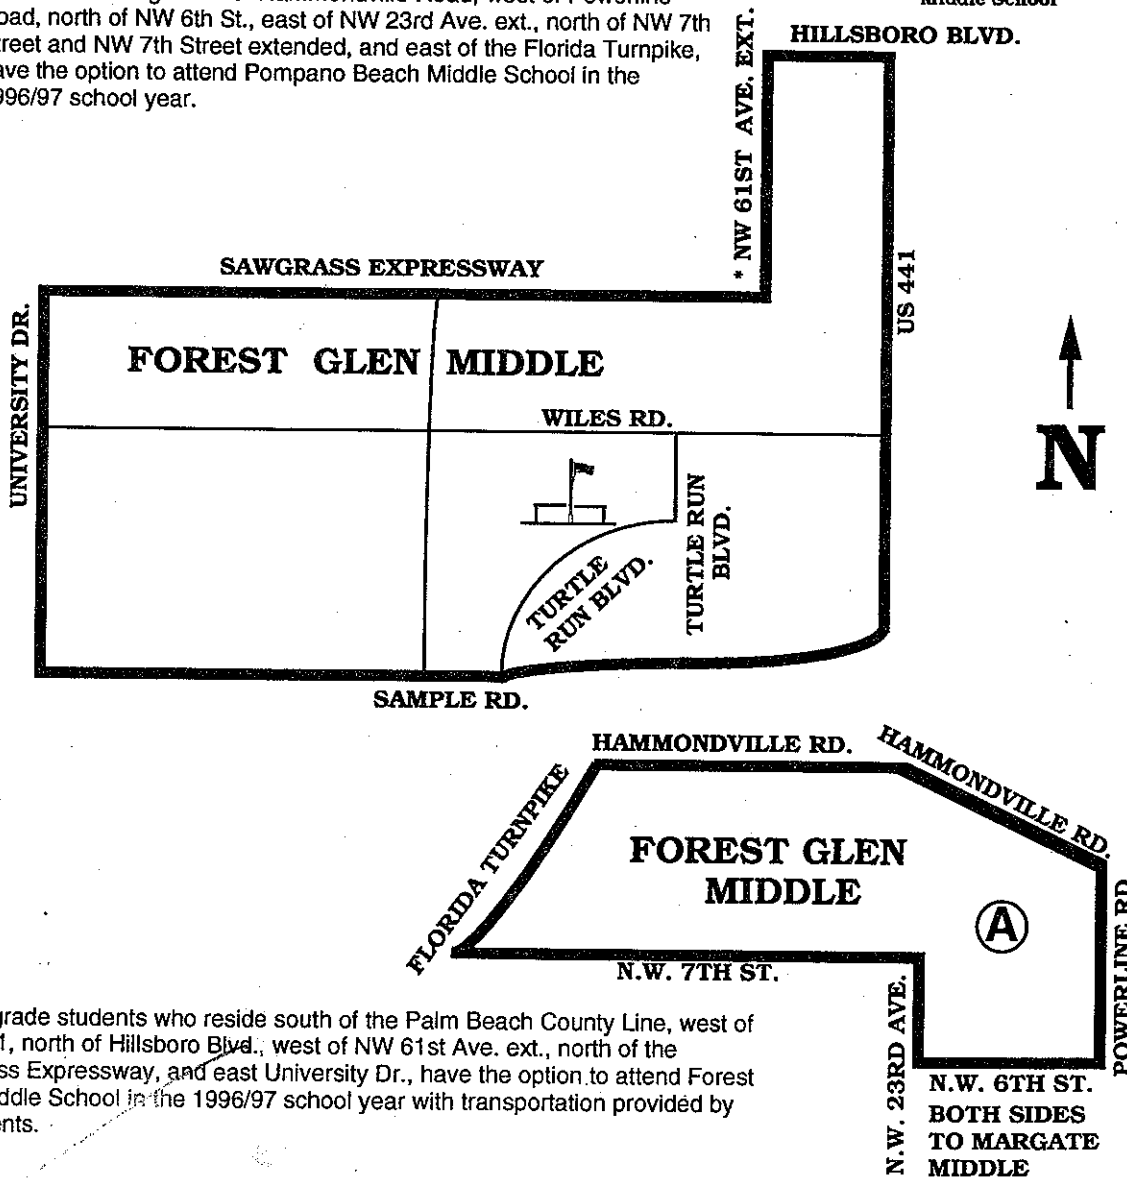 oad, north of NW 6th St., east of NW 23rd Ave. ext., north of NW 7th
treet and NW 7th Street extended, and east of the Florida Turnpike,
ave the option to attend Pompano Beach Middle School in the
996/97 school year.
Middle School
HILLSBORO BLVD.
* NW 61ST AVE. EXT.
SAWGRASS EXPRESSWAY
US 441
UNIVERSITY DR.
FOREST GLEN MIDDLE
WILES RD.
N
TURTLE RUN
BLVD.
TURTLE
RUN BLVD.
SAMPLE RD.
HAMMONDVILLE RD.
HAMMONDVILLE RD.
FLORIDA TURNPIKE
FOREST GLEN
MIDDLE
A
POWERLINE RD.
N.W. 7TH ST.
N.W. 23RD AVE.
N.W. 6TH ST.
BOTH SIDES
TO MARGATE
MIDDLE
grade students who reside south of the Palm Beach County Line, west of
1, north of Hillsboro Blvd., west of NW 61st Ave. ext., north of the
ss Expressway, and east University Dr., have the option to attend Forest
ddle School in the 1996/97 school year with transportation provided by
nts.